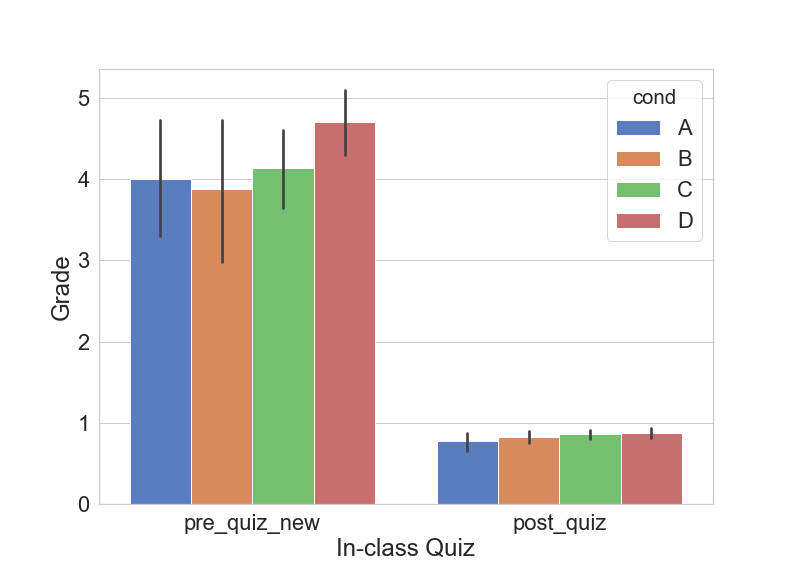 cond
A
B
C
D
5
4
3
2
1
0
Grade
pre_quiz_new
post_quiz
In-class Quiz